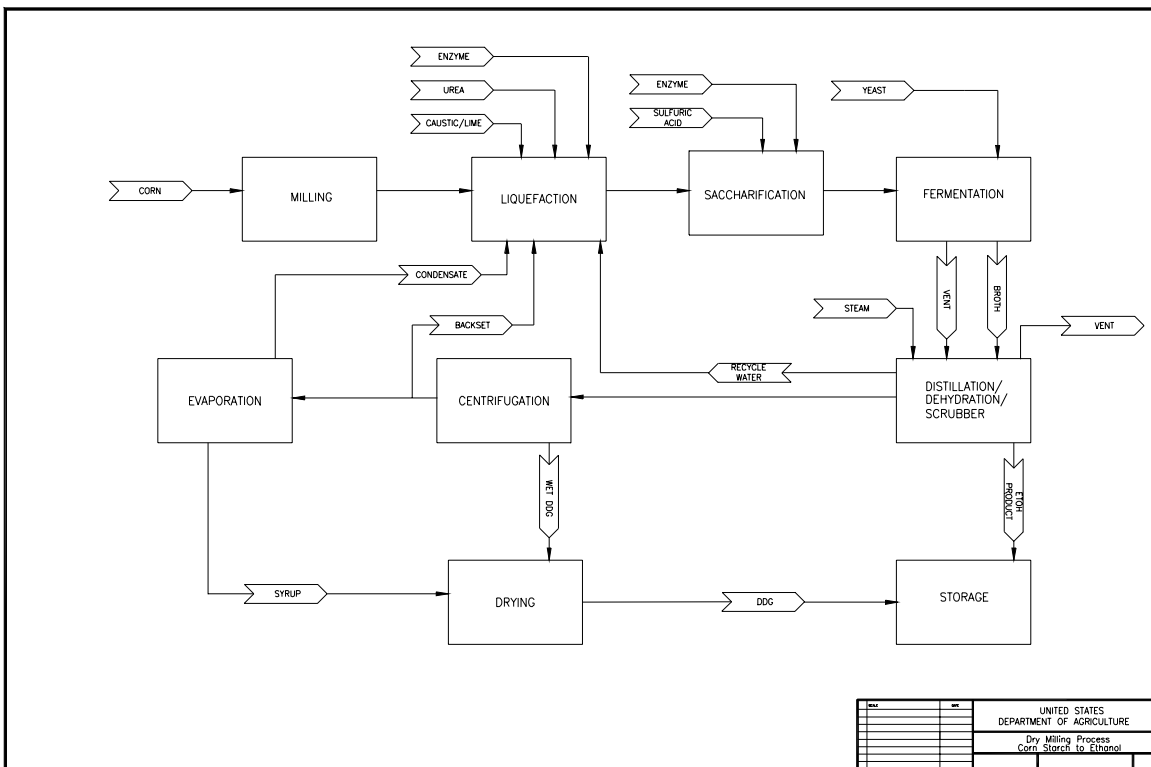 ENZYME
UREA
CAUSTIC/LIME
ENZYME
SULFURIC
ACID
YEAST
CORN
MILLING
LIQUEFACTION
SACCHARIFICATION
FERMENTATION
CONDENSATE
VENT
BROTH
STEAM
BACKSET
VENT
RECYCLE
WATER
EVAPORATION
CENTRIFUGATION
DISTILLATION/
DEHYDRATION/
SCRUBBER
WET DDG
ETOH
PRODUCT
SYRUP
DRYING
DDG
STORAGE
SCALE
DATE
UNITED STATES
DEPARTMENT OF AGRICULTURE
Dry Milling Process
Corn Starch to Ethanol